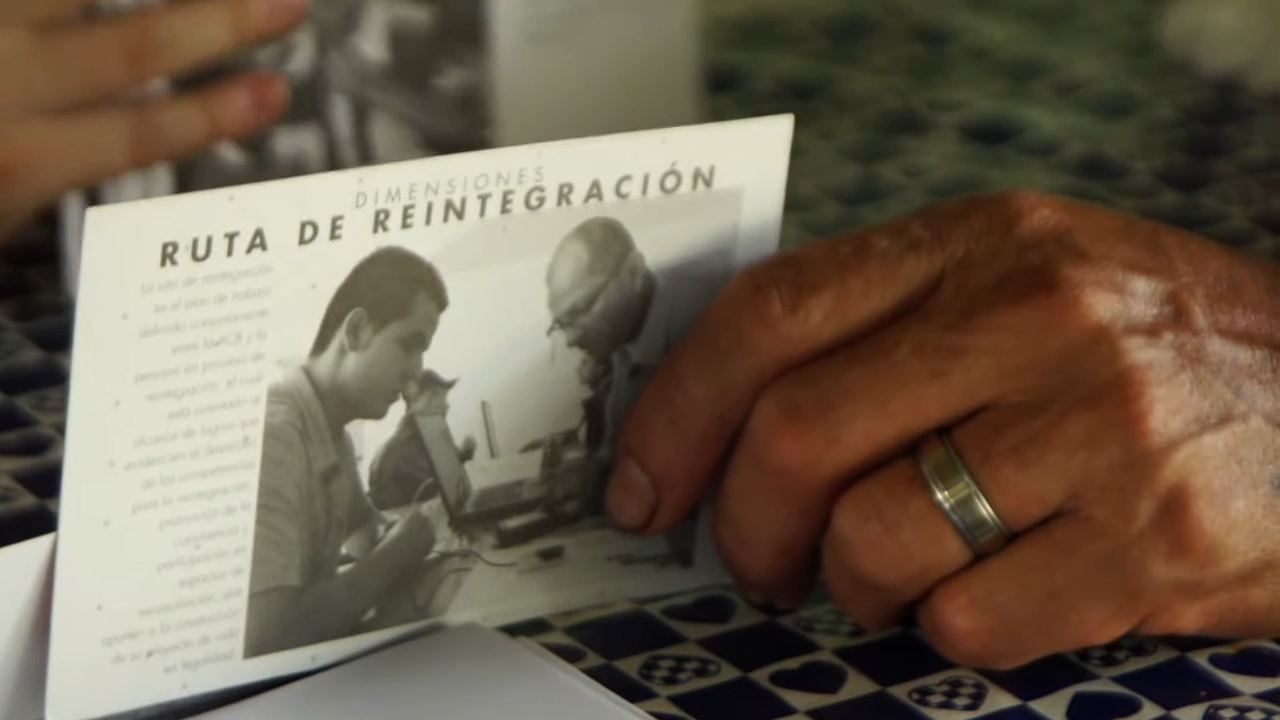 DIMENSIONES
RUTA DE REINTEGRACIÓN
La ruta de reintegración
es el plan de trabajo
definido conjuntamente
entre la ACR y la
persona en proceso de
reintegración, el cual
está orientado al
alcance de logros que
evidencien el desarrollo
de las competencias
para la reintegración,
promoción de la
convivencia y
participación en
espacios de
reconciliación, que
aporten a la construcción
de su proyecto de vida
en legalidad.